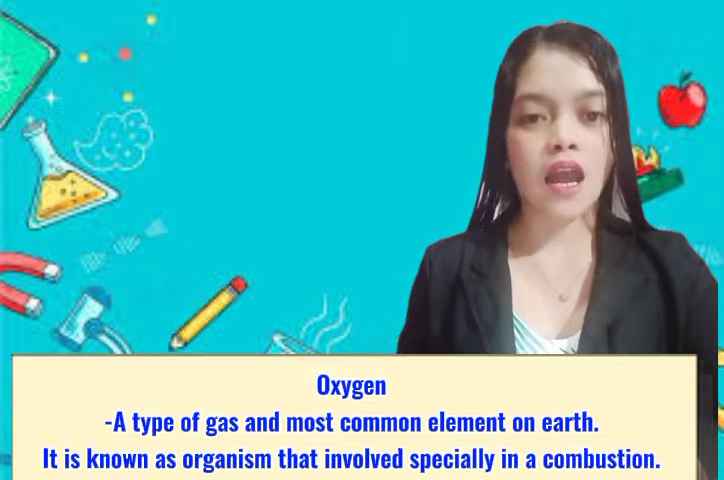 Oxygen
-A type of gas and most common element on earth.
It is known as organism that involved specially in a combustion.